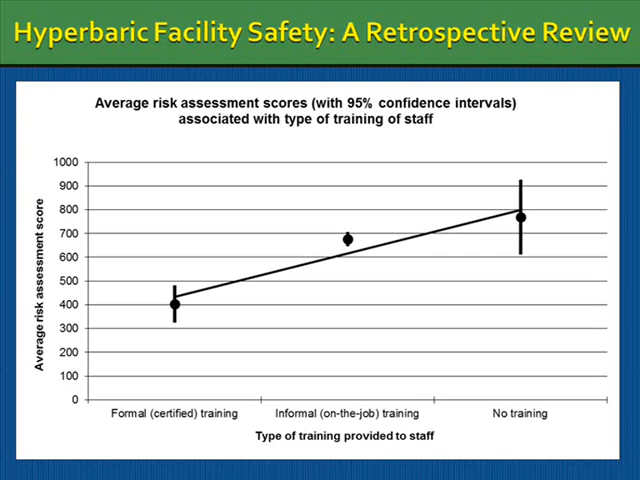 Hyperbaric Facility Safety: A Retrospective Review
Average risk assessment scores (with 95% confidence intervals)
associated with type of training of staff
1000
900
800
700
600
500
400
300
200
100
0
Average risk assessment score
Formal (certified) training
Informal (on-the-job) training
No training
Type of training provided to staff